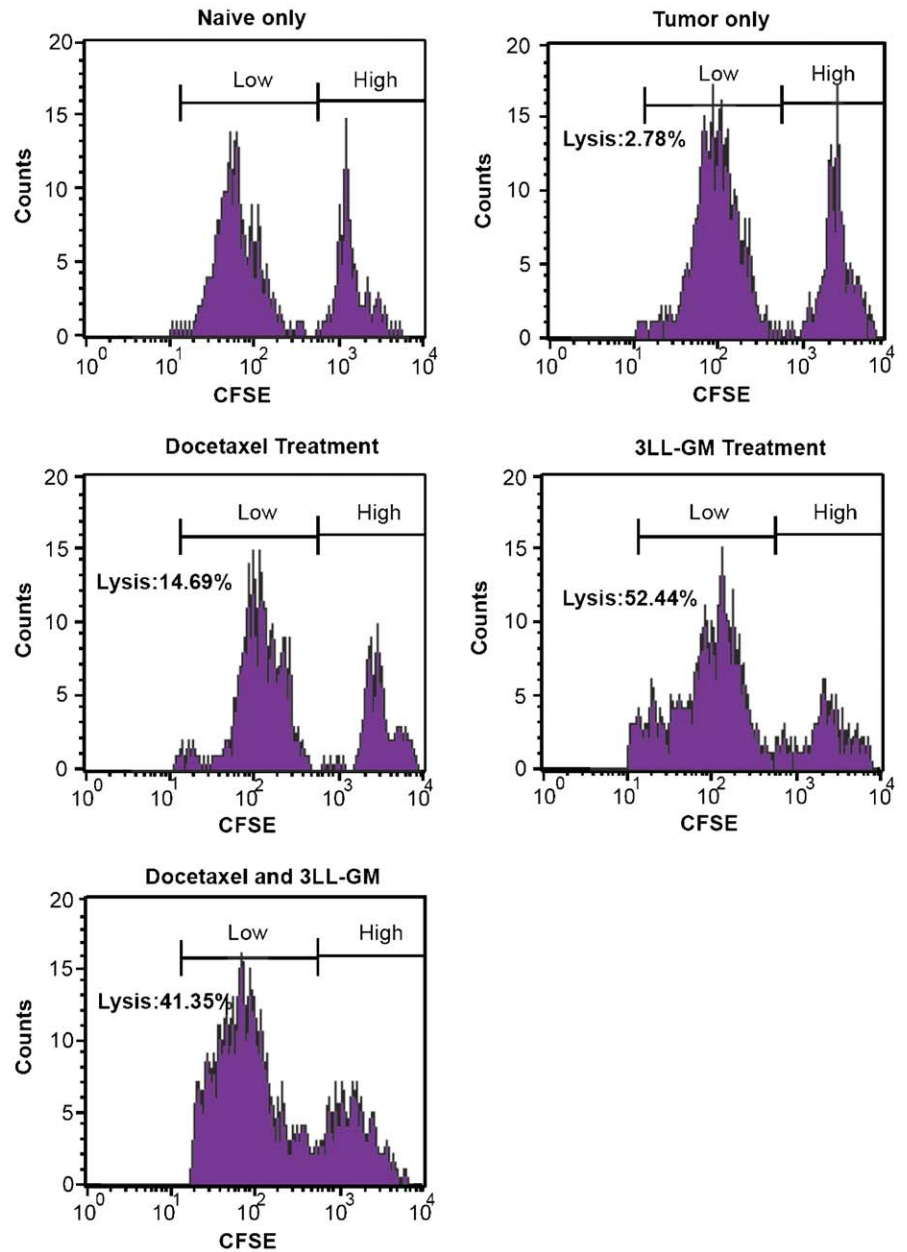 Naive only
20
15
10
5
0
Low
High
Counts
10^0 10^1 10^2 10^3 10^4
CFSE
Tumor only
20
15
10
5
0
Low
High
Lysis:2.78%
Counts
10^0 10^1 10^2 10^3 10^4
CFSE
Docetaxel Treatment
20
15
10
5
0
Low
High
Lysis:14.69%
Counts
10^0 10^1 10^2 10^3 10^4
CFSE
3LL-GM Treatment
20
15
10
5
0
Low
High
Lysis:52.44%
Counts
10^0 10^1 10^2 10^3 10^4
CFSE
Docetaxel and 3LL-GM
20
15
10
5
0
Low
High
Lysis:41.35%
Counts
10^0 10^1 10^2 10^3 10^4
CFSE